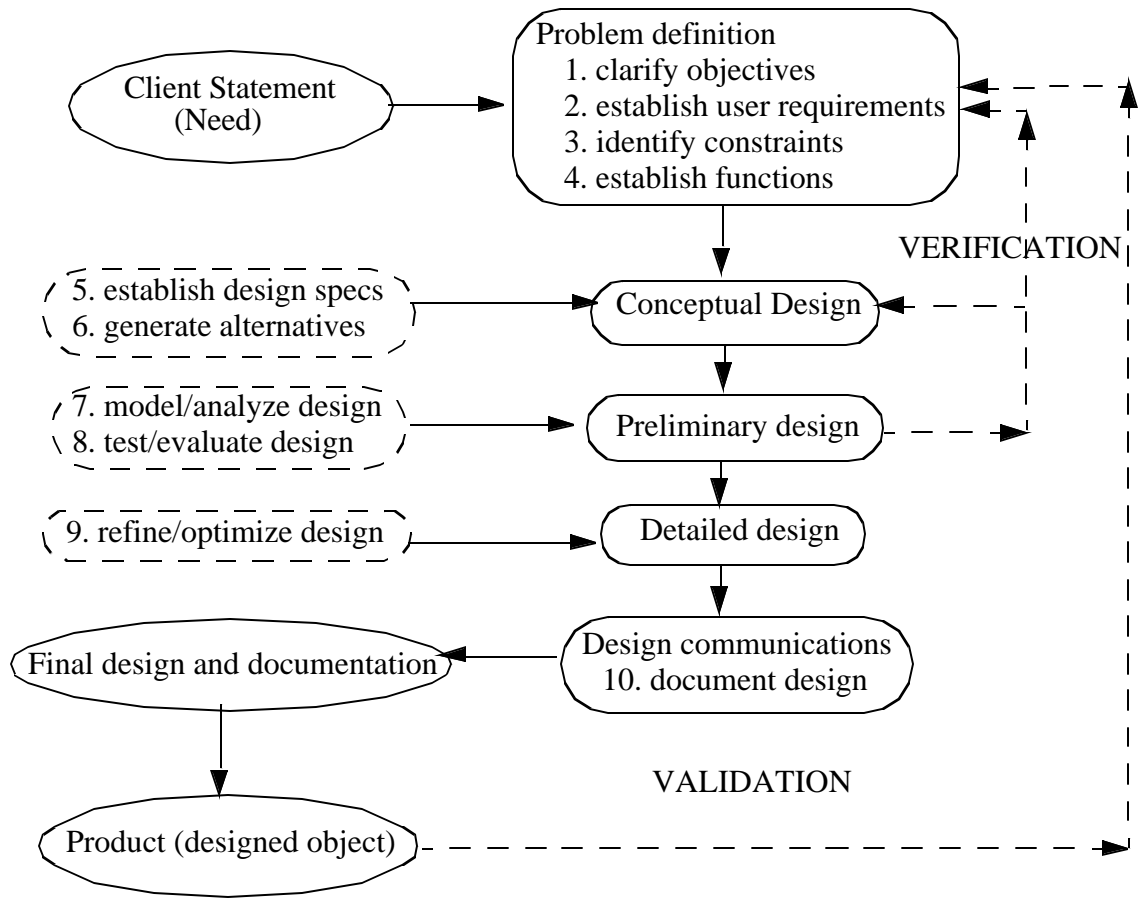 Problem definition
1. clarify objectives
2. establish user requirements
3. identify constraints
4. establish functions
Client Statement
(Need)
VERIFICATION
5. establish design specs
6. generate alternatives
Conceptual Design
7. model/analyze design
8. test/evaluate design
Preliminary design
9. refine/optimize design
Detailed design
Design communications
10. document design
Final design and documentation
VALIDATION
Product (designed object)